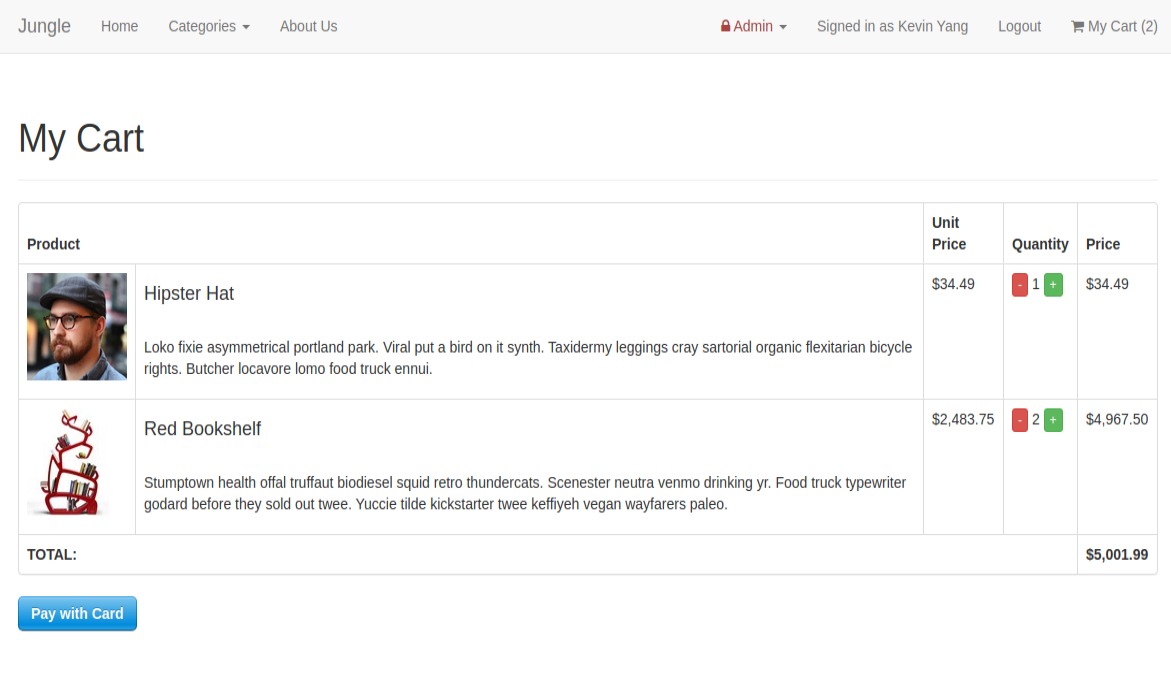 Jungle Home Categories About Us Admin Signed in as Kevin Yang Logout My Cart (2)
My Cart
Product Unit Price Quantity Price
Hipster Hat $34.49 - 1 + $34.49
Loko fixie asymmetrical portland park. Viral put a bird on it synth. Taxidermy leggings cray sartorial organic flexitarian bicycle
rights. Butcher locavore lomo food truck ennui.
Red Bookshelf $2,483.75 - 2 + $4,967.50
Stumptown health offal truffaut biodiesel squid retro thundercats. Scenester neutra venmo drinking yr. Food truck typewriter
godard before they sold out twee. Yuccie tilde kickstarter twee keffiyeh vegan wayfarers paleo.
TOTAL: $5,001.99
Pay with Card